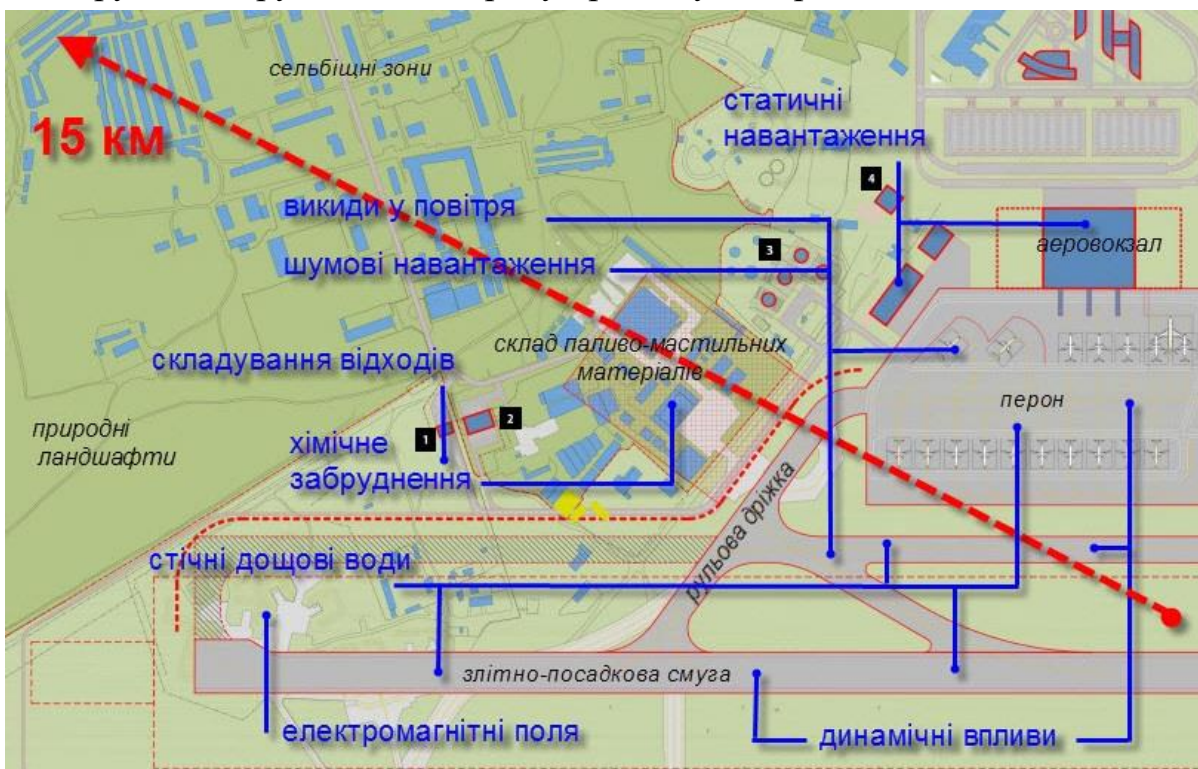 сельбіщні зони
15 км
статичні
навантаження
4
викиди у повітря
3
аеровокзал
шумові навантаження
склад паливо-мастильних
матеріалів
складування відходів
перон
природні
ландшафти
1
2
хімічне
забруднення
рульова дріжка
стічні дощові води
злітно-посадкова смуга
електромагнітні поля
динамічні впливи